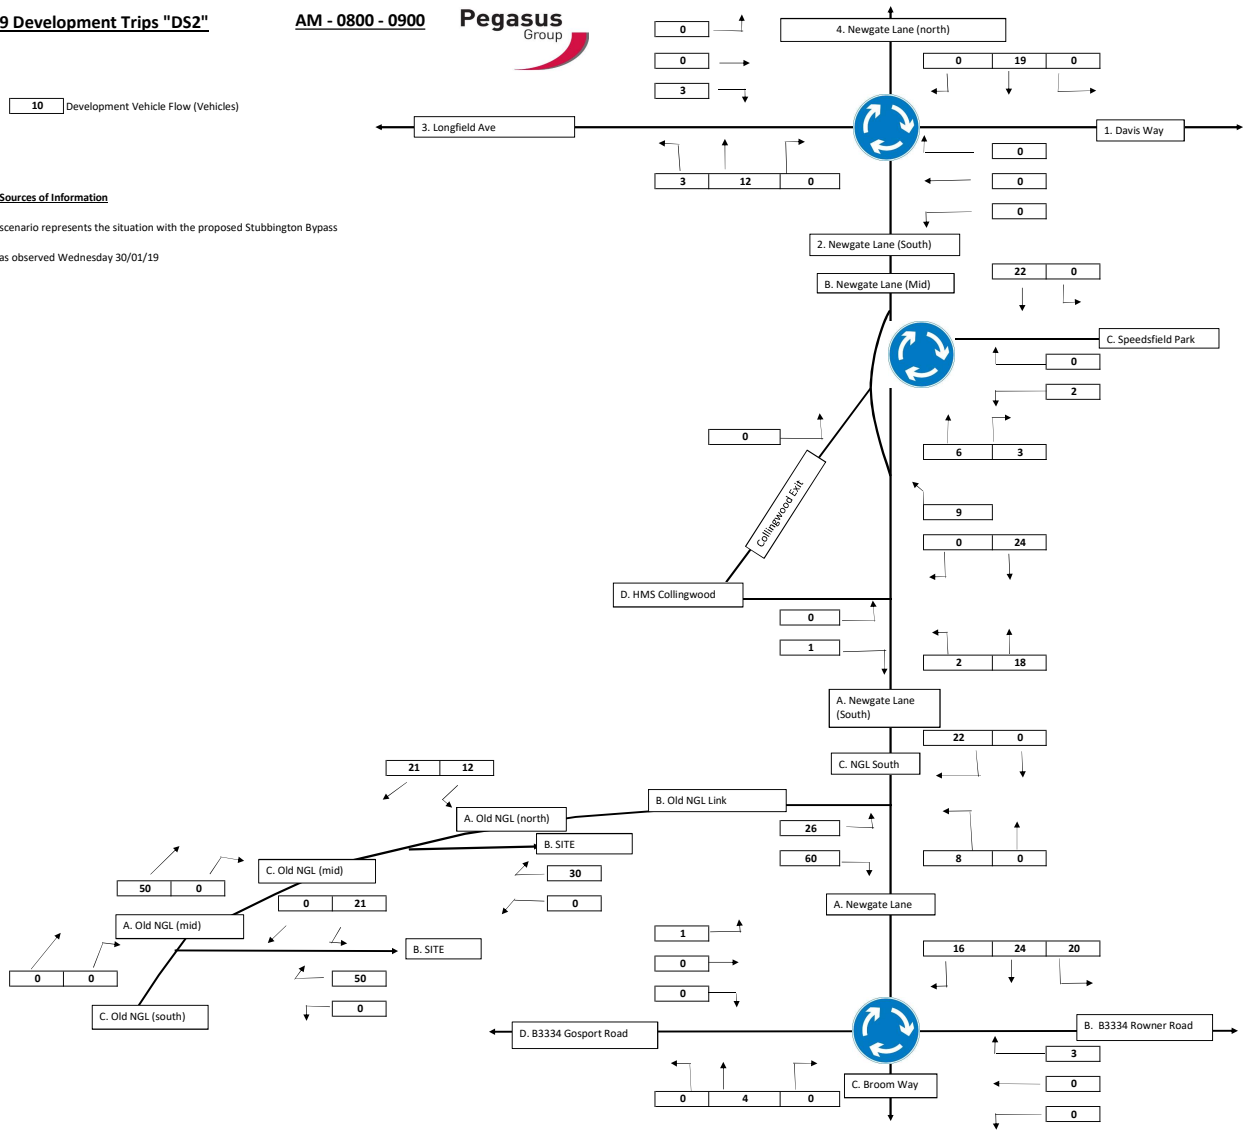 9 Development Trips "DS2"
AM - 0800 - 0900
Pegasus
Group
0
0
3
4. Newgate Lane (north)
0 19 0
10 Development Vehicle Flow (Vehicles)
3. Longfield Ave
1. Davis Way
3 12 0
0
0
0
Sources of Information
scenario represents the situation with the proposed Stubbington Bypass
as observed Wednesday 30/01/19
2. Newgate Lane (South)
B. Newgate Lane (Mid)
22 0
C. Speedsfield Park
0
2
0
6 3
Collingwood Exit
9
0 24
D. HMS Collingwood
0
1
2 18
A. Newgate Lane
(South)
22 0
C. NGL South
21 12
B. Old NGL Link
A. Old NGL (north)
26
60
8 0
B. SITE
C. Old NGL (mid)
50 0
30
0
0 21
A. Newgate Lane
A. Old NGL (mid)
1
0
0
B. SITE
16 24 20
0 0
50
0
C. Old NGL (south)
D. B3334 Gosport Road
B. B3334 Rowner Road
3
0
0
C. Broom Way
0 4 0